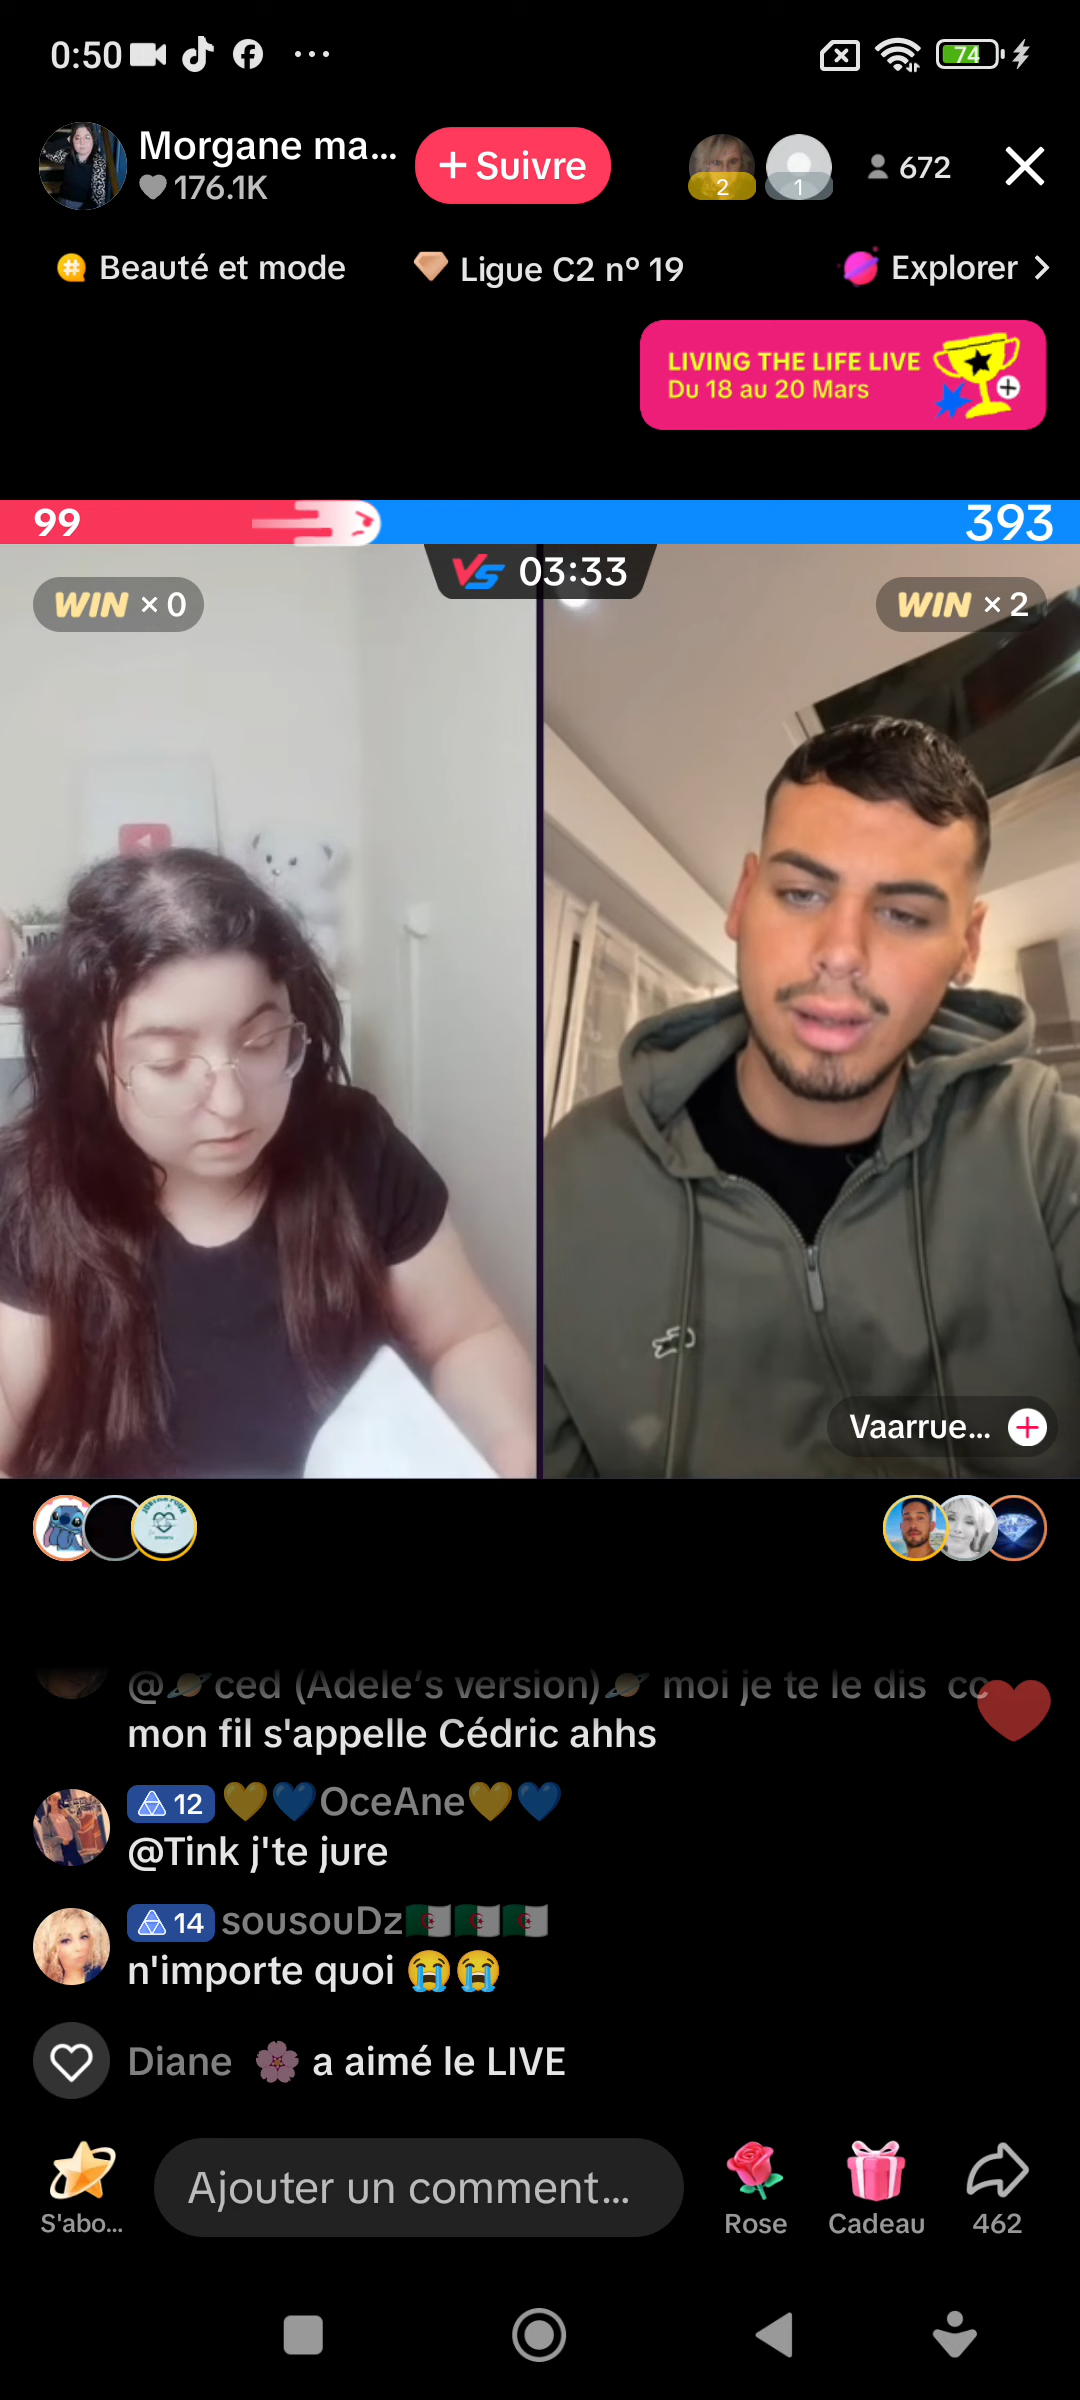 0:50
74
Morgane ma...
+ Suivre
176.1K
2
1
672
Beauté et mode
Ligue C2 nº 19
Explorer >
LIVING THE LIFE LIVE
Du 18 au 20 Mars
99
393
VS 03:33
WIN × 0
WIN × 2
Vaarrue...
@🪐ced (Adele's version)🪐 moi je te le dis
mon fil s'appelle Cédric ahhs
12 💛💙OceAne💛💙
@Tink j'te jure
14 sousouDz🇩🇿🇩🇿🇩🇿
n'importe quoi 😭😭
Diane 🌸 a aimé le LIVE
S'abo...
Ajouter un comment...
Rose
Cadeau
462